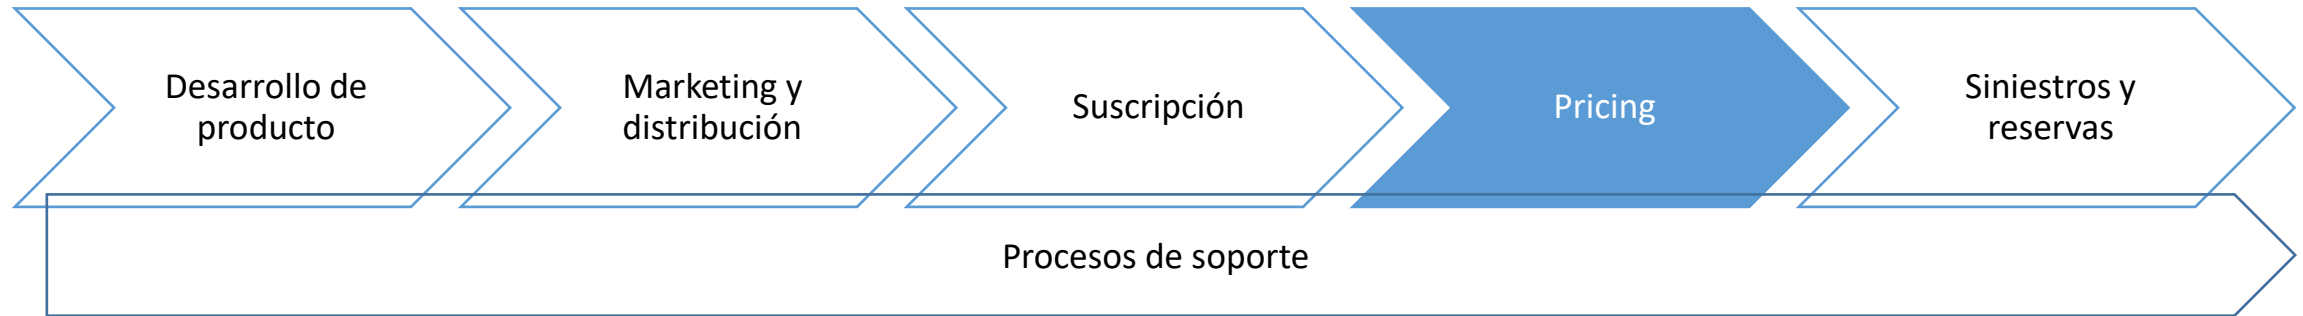 Desarrollo de
producto
Marketing y
distribución
Suscripción
Pricing
Siniestros y
reservas
Procesos de soporte